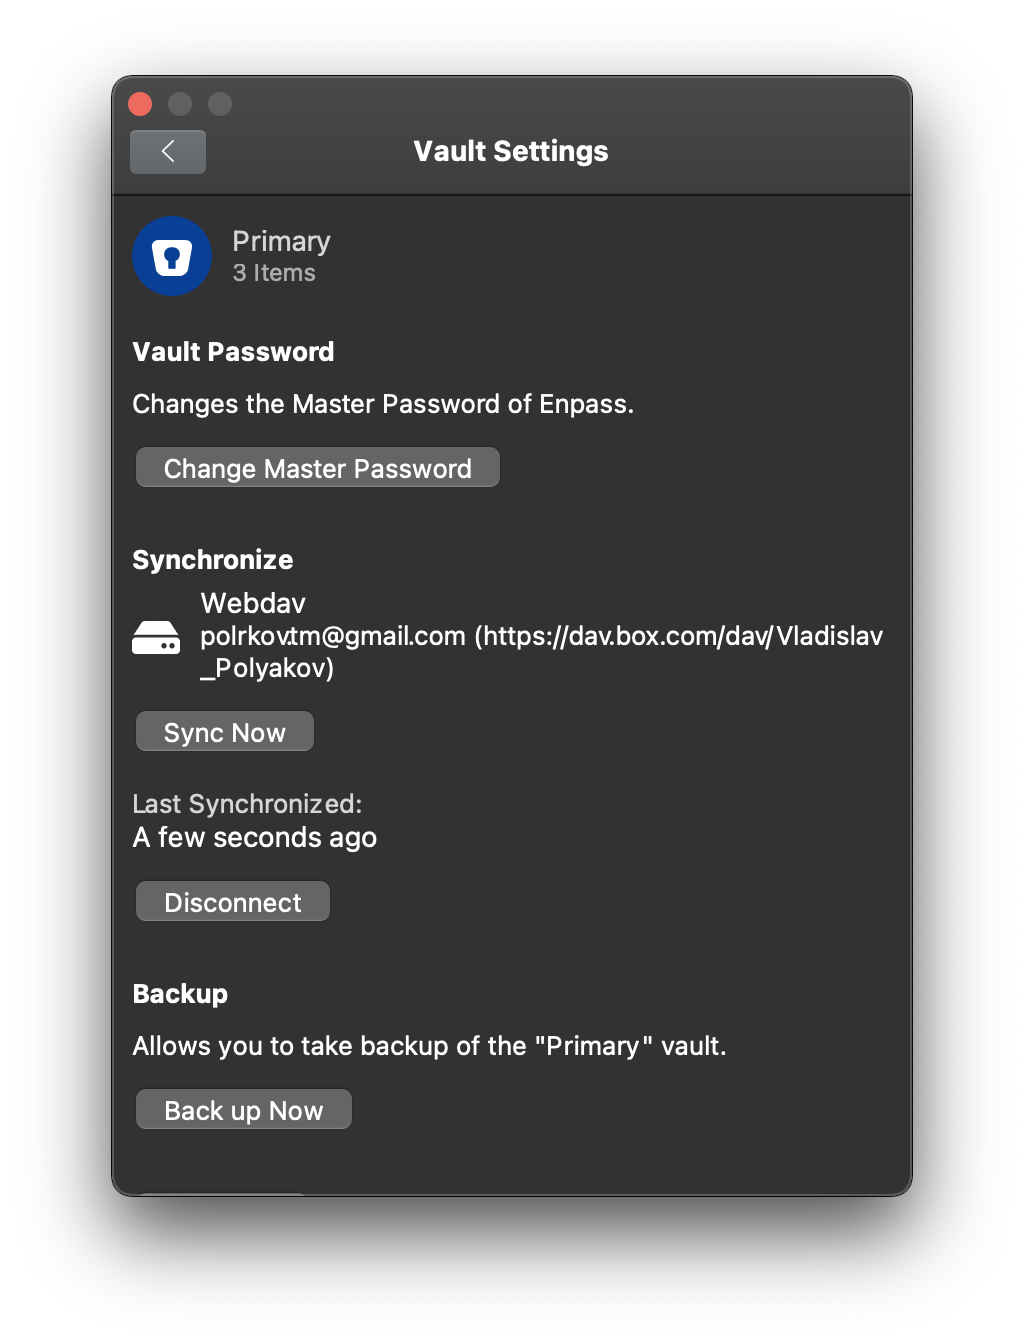 Vault Settings
Primary
3 Items
Vault Password
Changes the Master Password of Enpass.
Change Master Password
Synchronize
Webdav
polrkov.tm@gmail.com (https://dav.box.com/dav/Vladislav
_Polyakov)
Sync Now
Last Synchronized:
A few seconds ago
Disconnect
Backup
Allows you to take backup of the "Primary" vault.
Back up Now